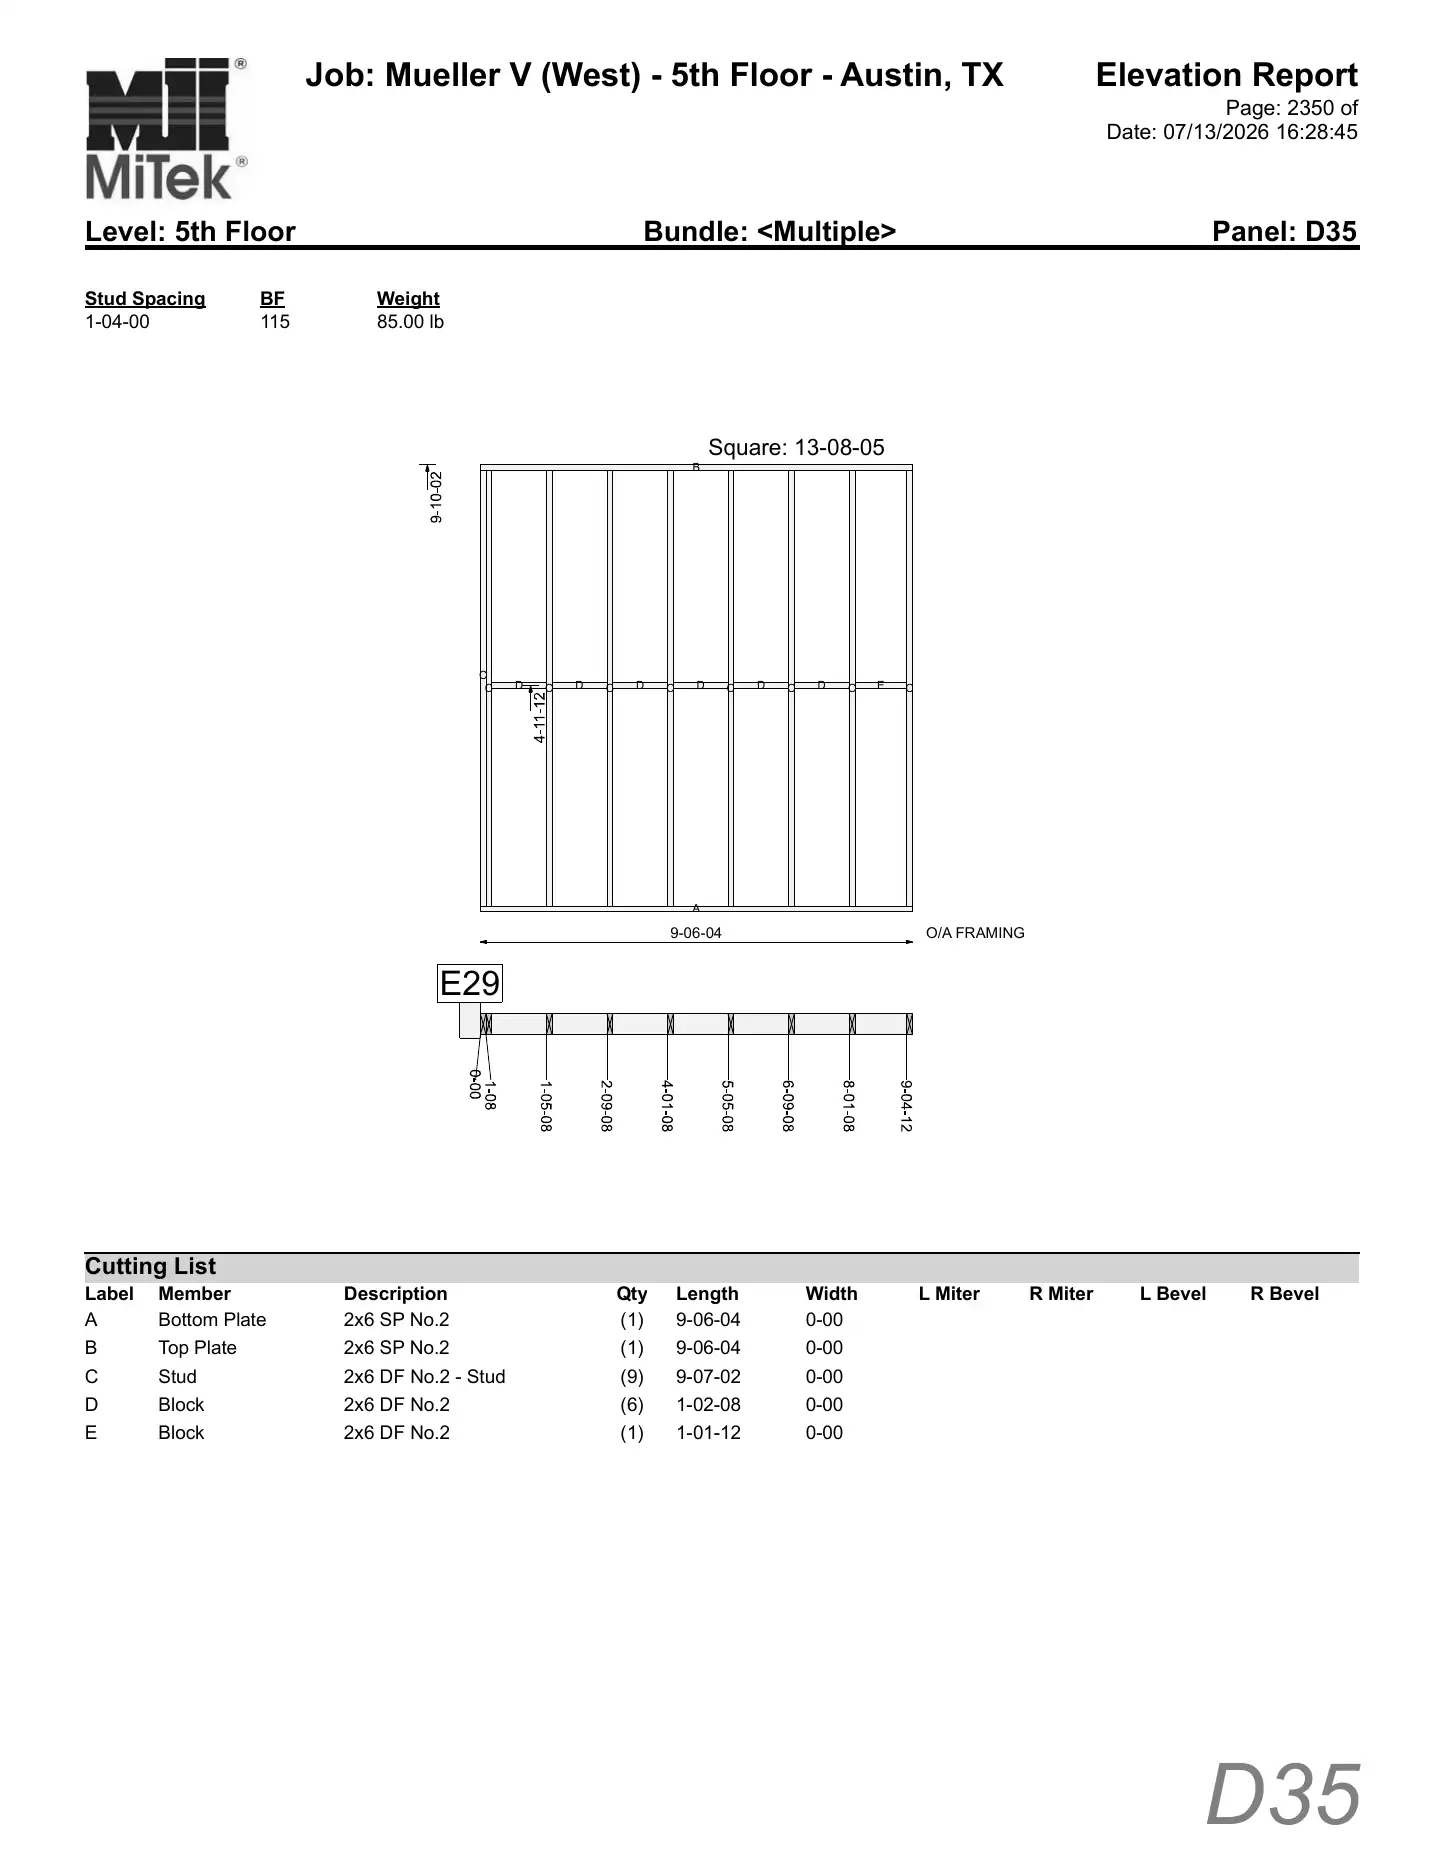 MiTek®
Job: Mueller V (West) - 5th Floor - Austin, TX
Elevation Report
Page: 2350 of
Date: 07/13/2026 16:28:45
Level: 5th Floor Bundle: <Multiple> Panel: D35
Stud Spacing BF Weight
1-04-00 115 85.00 lb
Square: 13-08-05
B
9-10-02
C
D D D D D D E
4-11-12
A
9-06-04 O/A FRAMING
E29
0-00 1-08 1-05-08 2-09-08 4-01-08 5-05-08 6-09-08 8-01-08 9-04-12
Cutting List
Label Member Description Qty Length Width L Miter R Miter L Bevel R Bevel
A Bottom Plate 2x6 SP No.2 (1) 9-06-04 0-00
B Top Plate 2x6 SP No.2 (1) 9-06-04 0-00
C Stud 2x6 DF No.2 - Stud (9) 9-07-02 0-00
D Block 2x6 DF No.2 (6) 1-02-08 0-00
E Block 2x6 DF No.2 (1) 1-01-12 0-00
D35